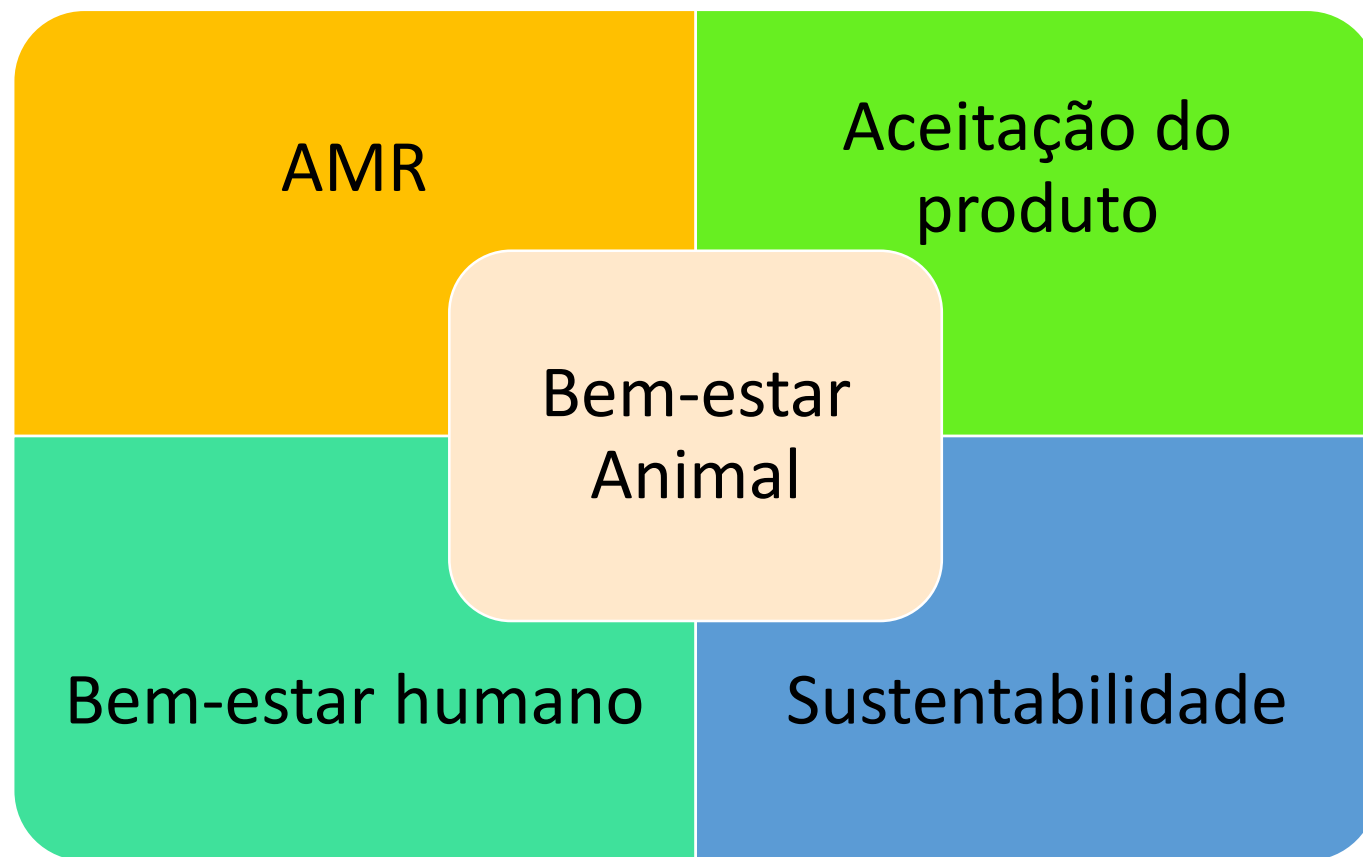 AMR
Aceitação do
produto
Bem-estar
Animal
Bem-estar humano
Sustentabilidade